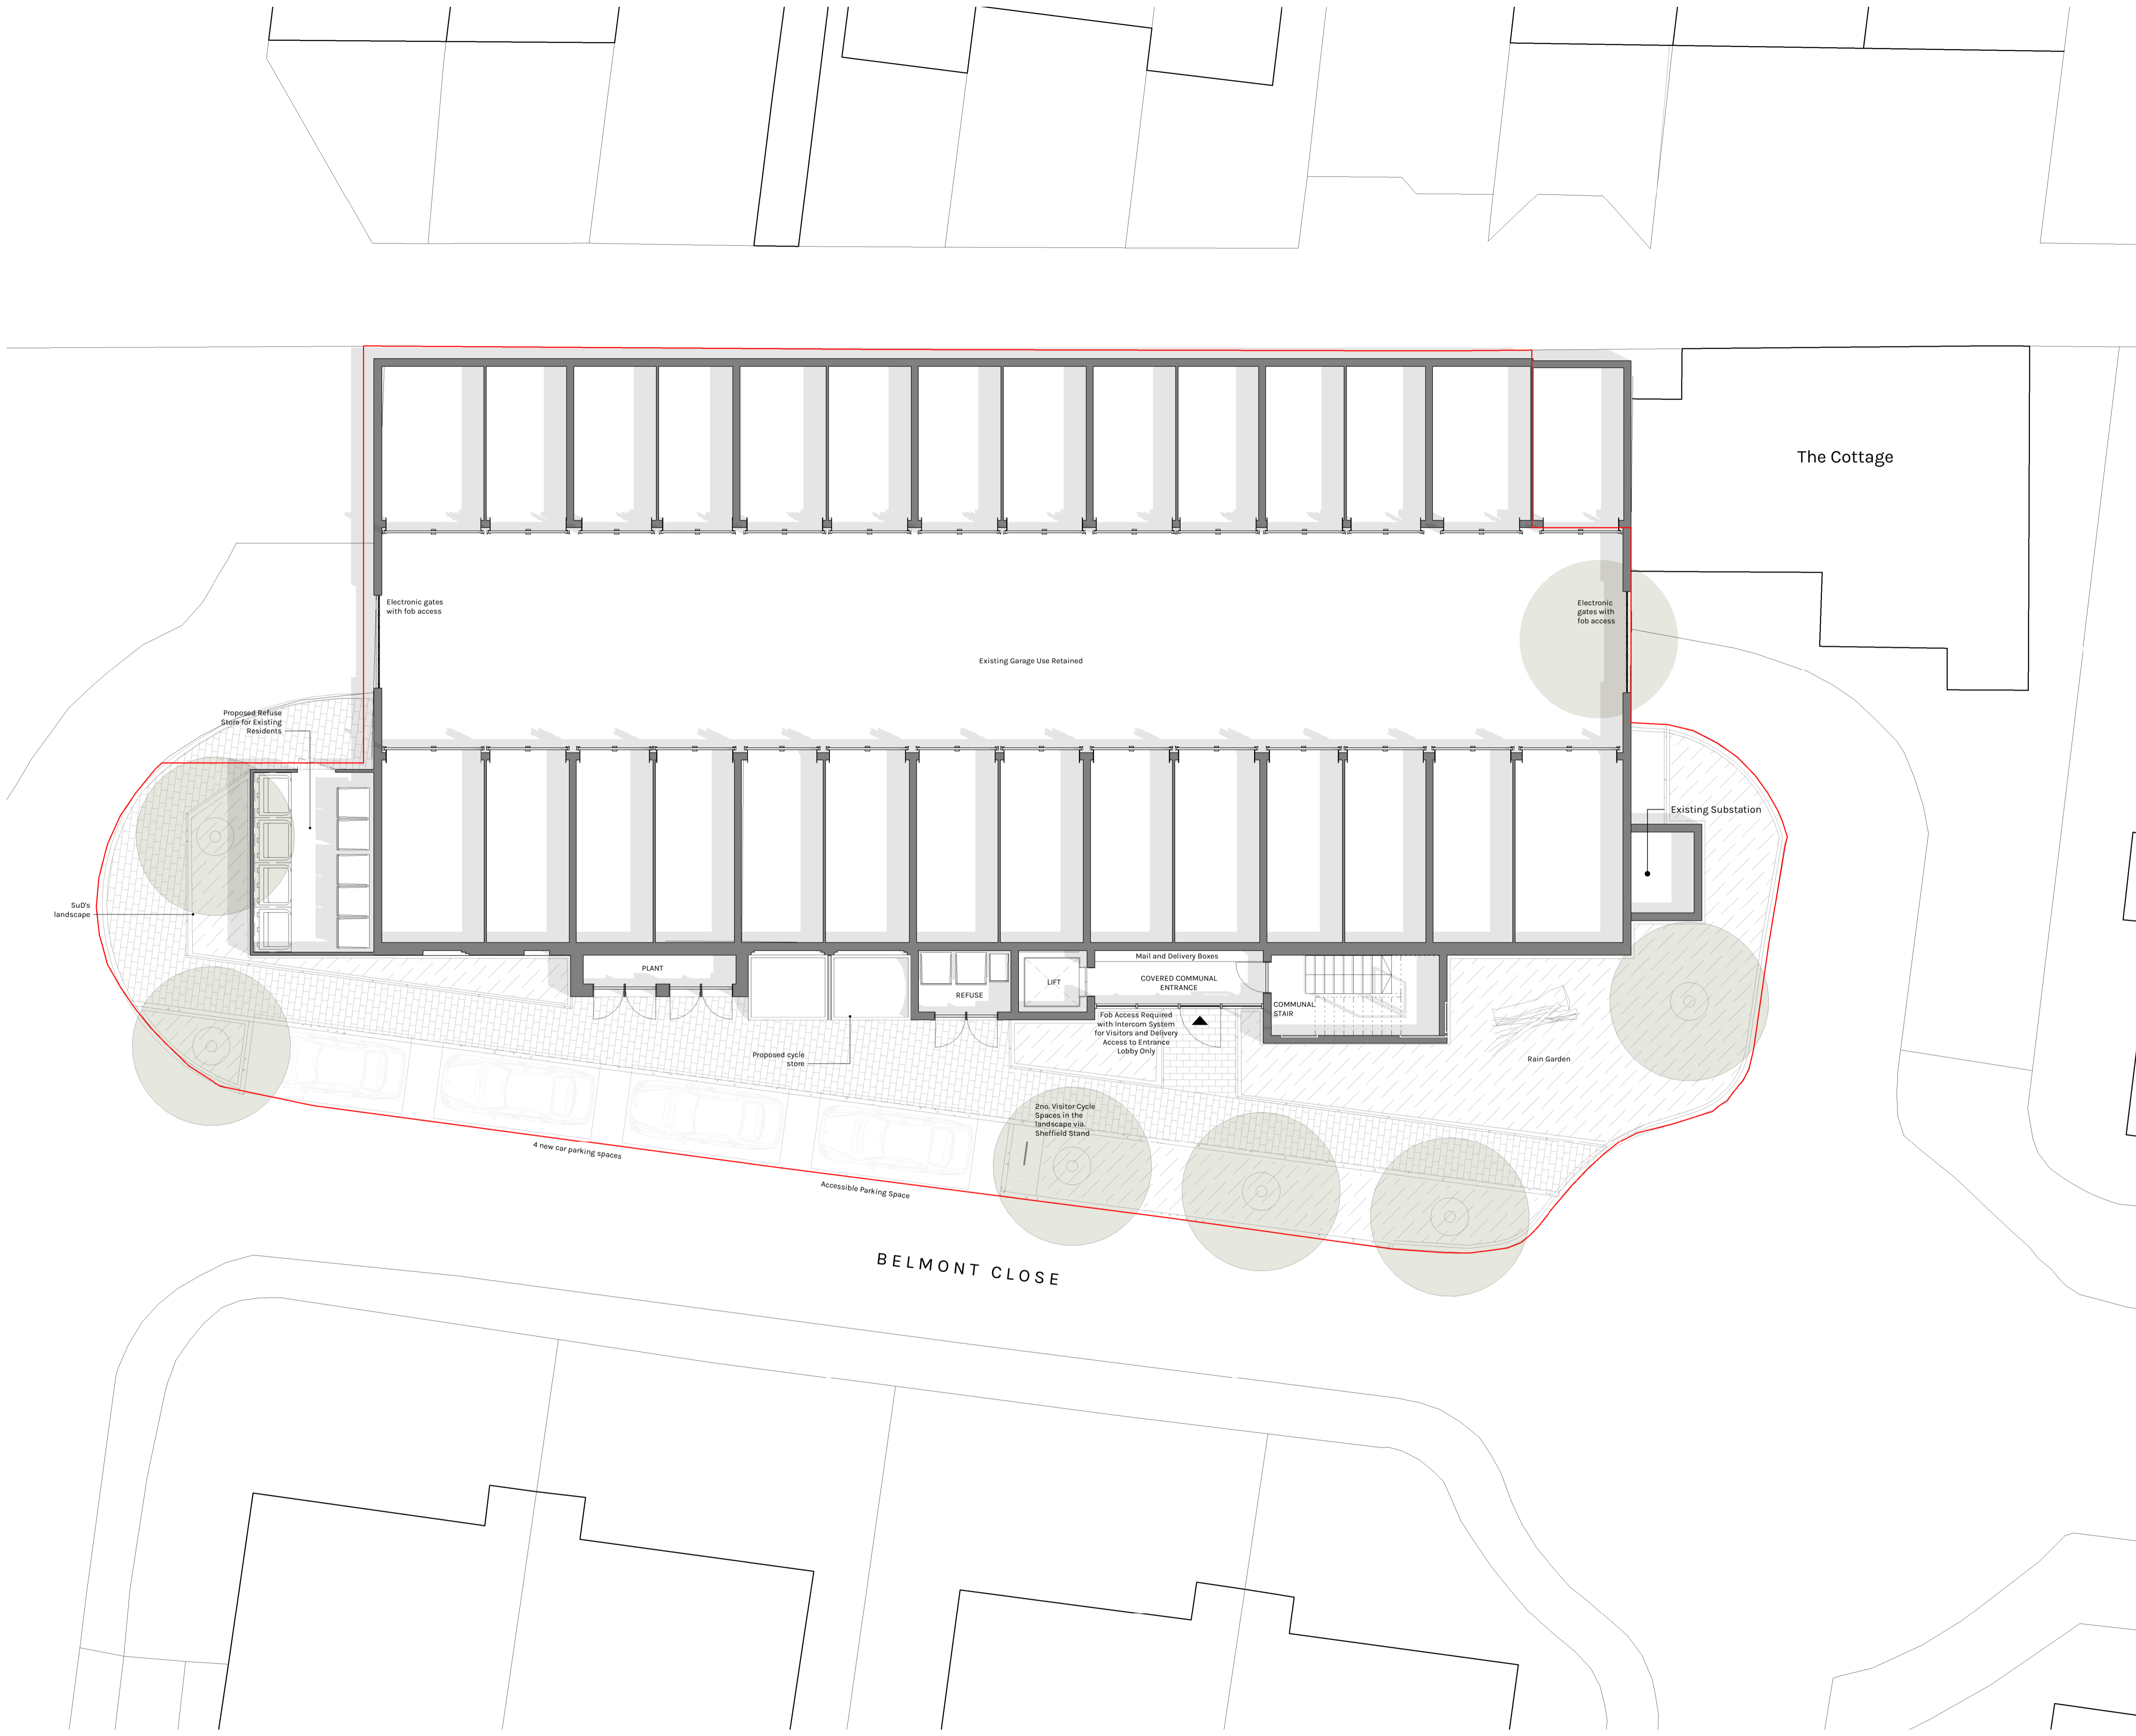 The Cottage
Electronic gates
with fob access
Electronic
gates with
fob access
Existing Garage Use Retained
Proposed Refuse
Store for Existing
Residents
Existing Substation
SuD's
landscape
PLANT
REFUSE
LIFT
Mail and Delivery Boxes
COVERED COMMUNAL
ENTRANCE
COMMUNAL
STAIR
Fob Access Required
with Intercom System
for Visitors and Delivery
Access to Entrance
Lobby Only
Proposed cycle
store
Rain Garden
2no. Visitor Cycle
Spaces in the
landscape via.
Sheffield Stand
4 new car parking spaces
Accessible Parking Space
BELMONT CLOSE